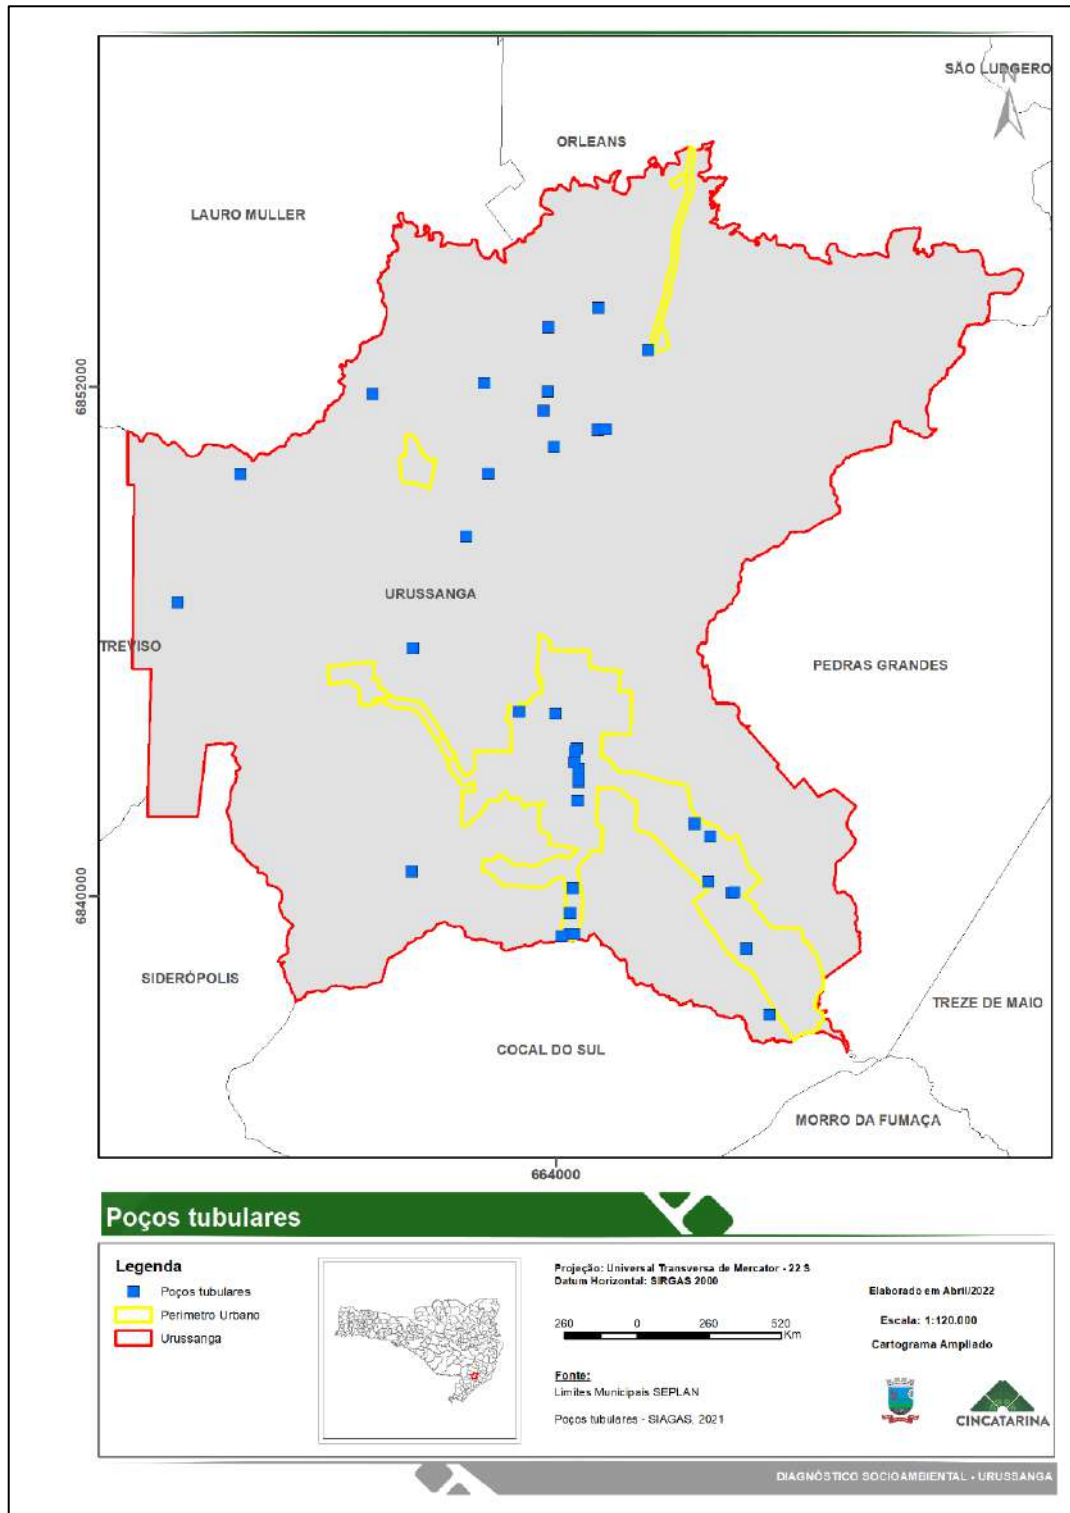 SÃO LUDGERO
N
ORLEANS
LAURO MULLER
6852000
URUSSANGA
TREVISO
PEDRAS GRANDES
6840000
SIDERÓPOLIS
TREZE DE MAIO
COCAL DO SUL
MORRO DA FUMAÇA
664000
Poços tubulares
Legenda
Poços tubulares
Perímetro Urbano
Urussanga
Projeção: Universal Transversa de Mercator - 22 S
Datum Horizontal: SIRGAS 2000
260 0 260 520
Km
Fonte:
Limites Municipais SEPLAN
Poços tubulares - SIAGAS, 2021
Elaborado em Abril/2022
Escala: 1:120.000
Cartograma Ampliado
CINCATARINA
DIAGNÓSTICO SOCIOAMBIENTAL - URUSSANGA